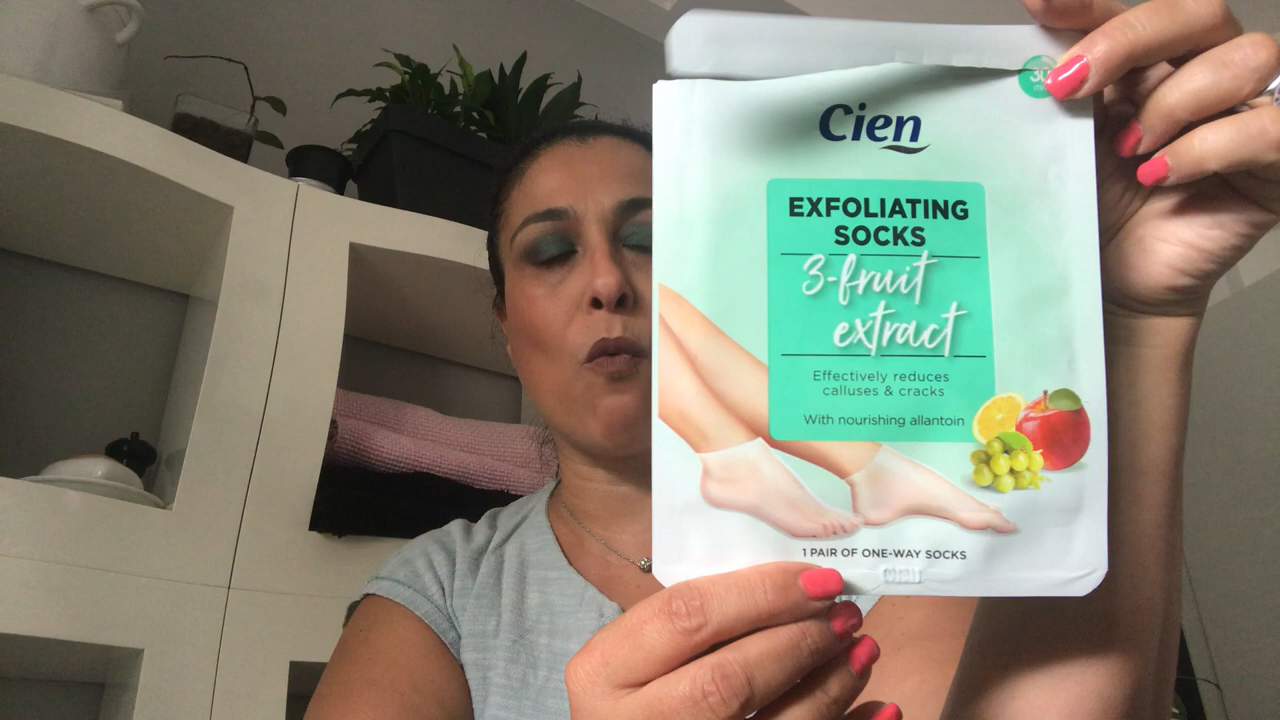 Cien
EXFOLIATING
SOCKS
3-fruit
extract
Effectively reduces
calluses & cracks
With nourishing allantoin
1 PAIR OF ONE-WAY SOCKS